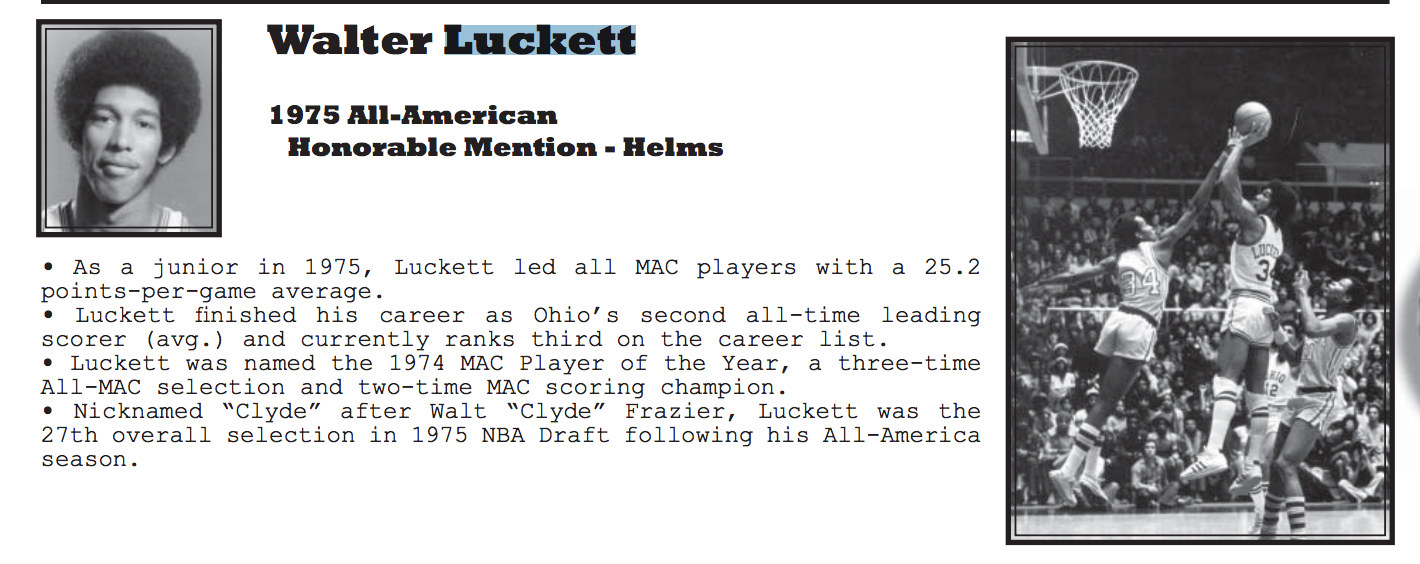 Walter Luckett
1975 All-American
Honorable Mention - Helms
• As a junior in 1975, Luckett led all MAC players with a 25.2
points-per-game average.
• Luckett finished his career as Ohio’s second all-time leading
scorer (avg.) and currently ranks third on the career list.
• Luckett was named the 1974 MAC Player of the Year, a three-time
All-MAC selection and two-time MAC scoring champion.
• Nicknamed “Clyde” after Walt “Clyde” Frazier, Luckett was the
27th overall selection in 1975 NBA Draft following his All-America
season.
34